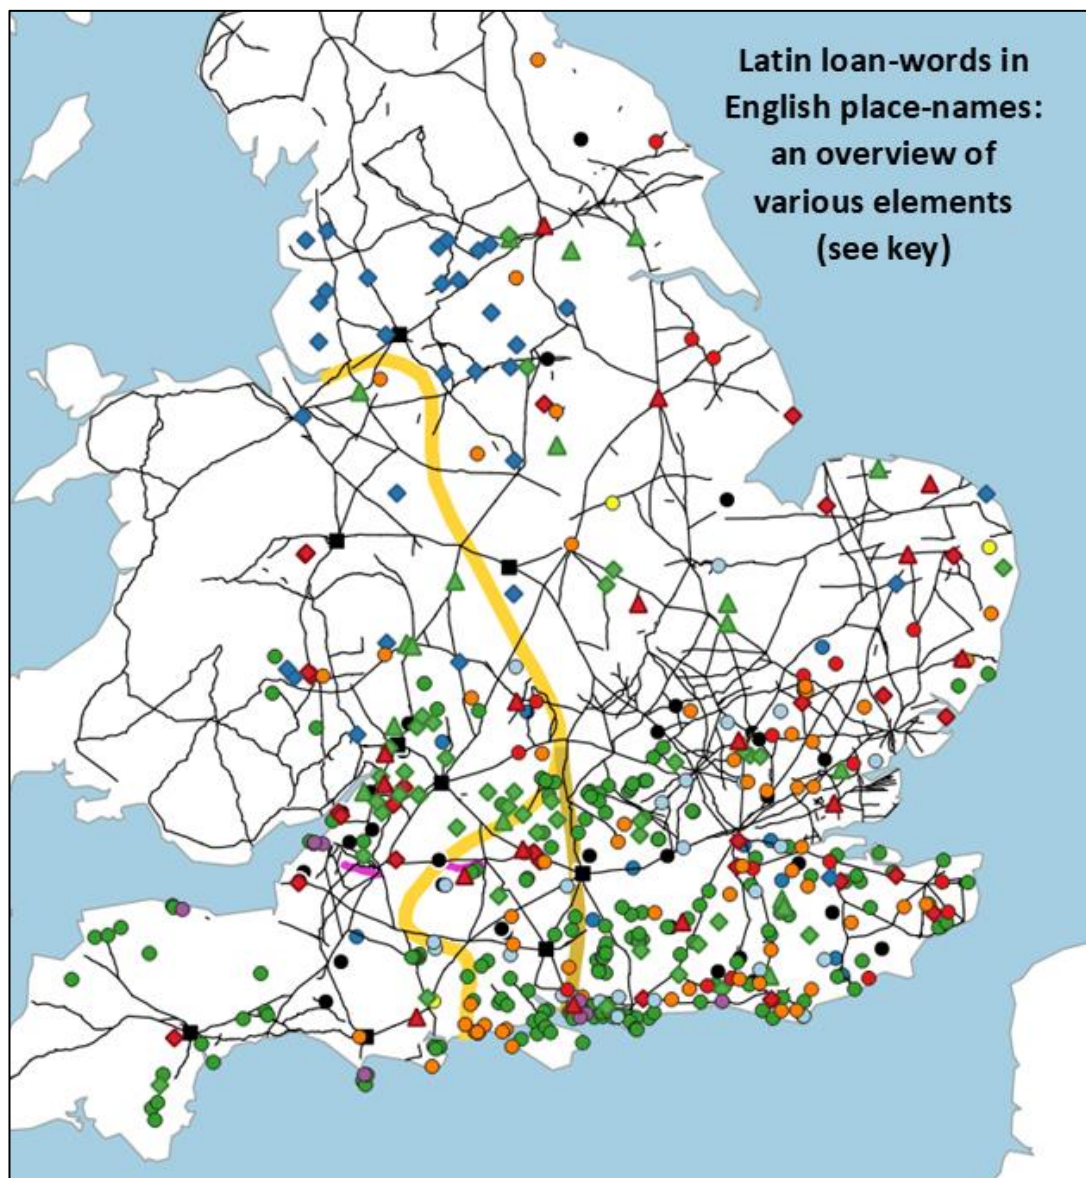 Latin loan-words in
English place-names:
an overview of
various elements
(see key)